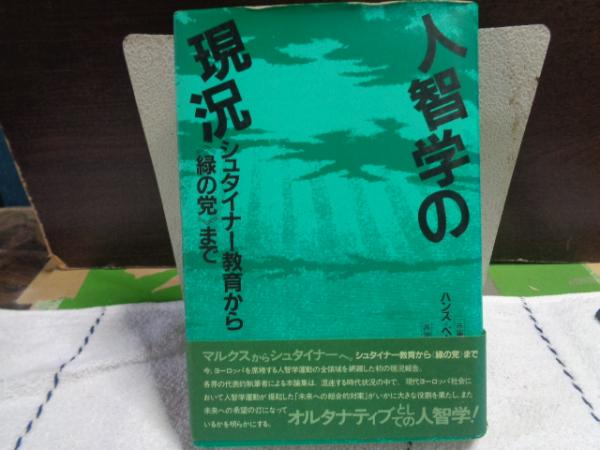 人智学の
現況
シュタイナー教育から
《緑の党》まで
ハンス
マルクスからシュタイナーへ。シュタイナー教育から《緑の党》まで
今、ヨーロッパを席捲する人智学運動の全領域を網羅した初の現況報告。
各界の代表的執筆者による本論集は、混迷する時代状況の中で、現代ヨーロッパ社会に
おいて人智学運動が提起した「未来への総合的対案」がいかに大きな役割を果たし、また
未来への希望の灯になって
いるかを明らかにする。
オルタナティブとしての人智学!